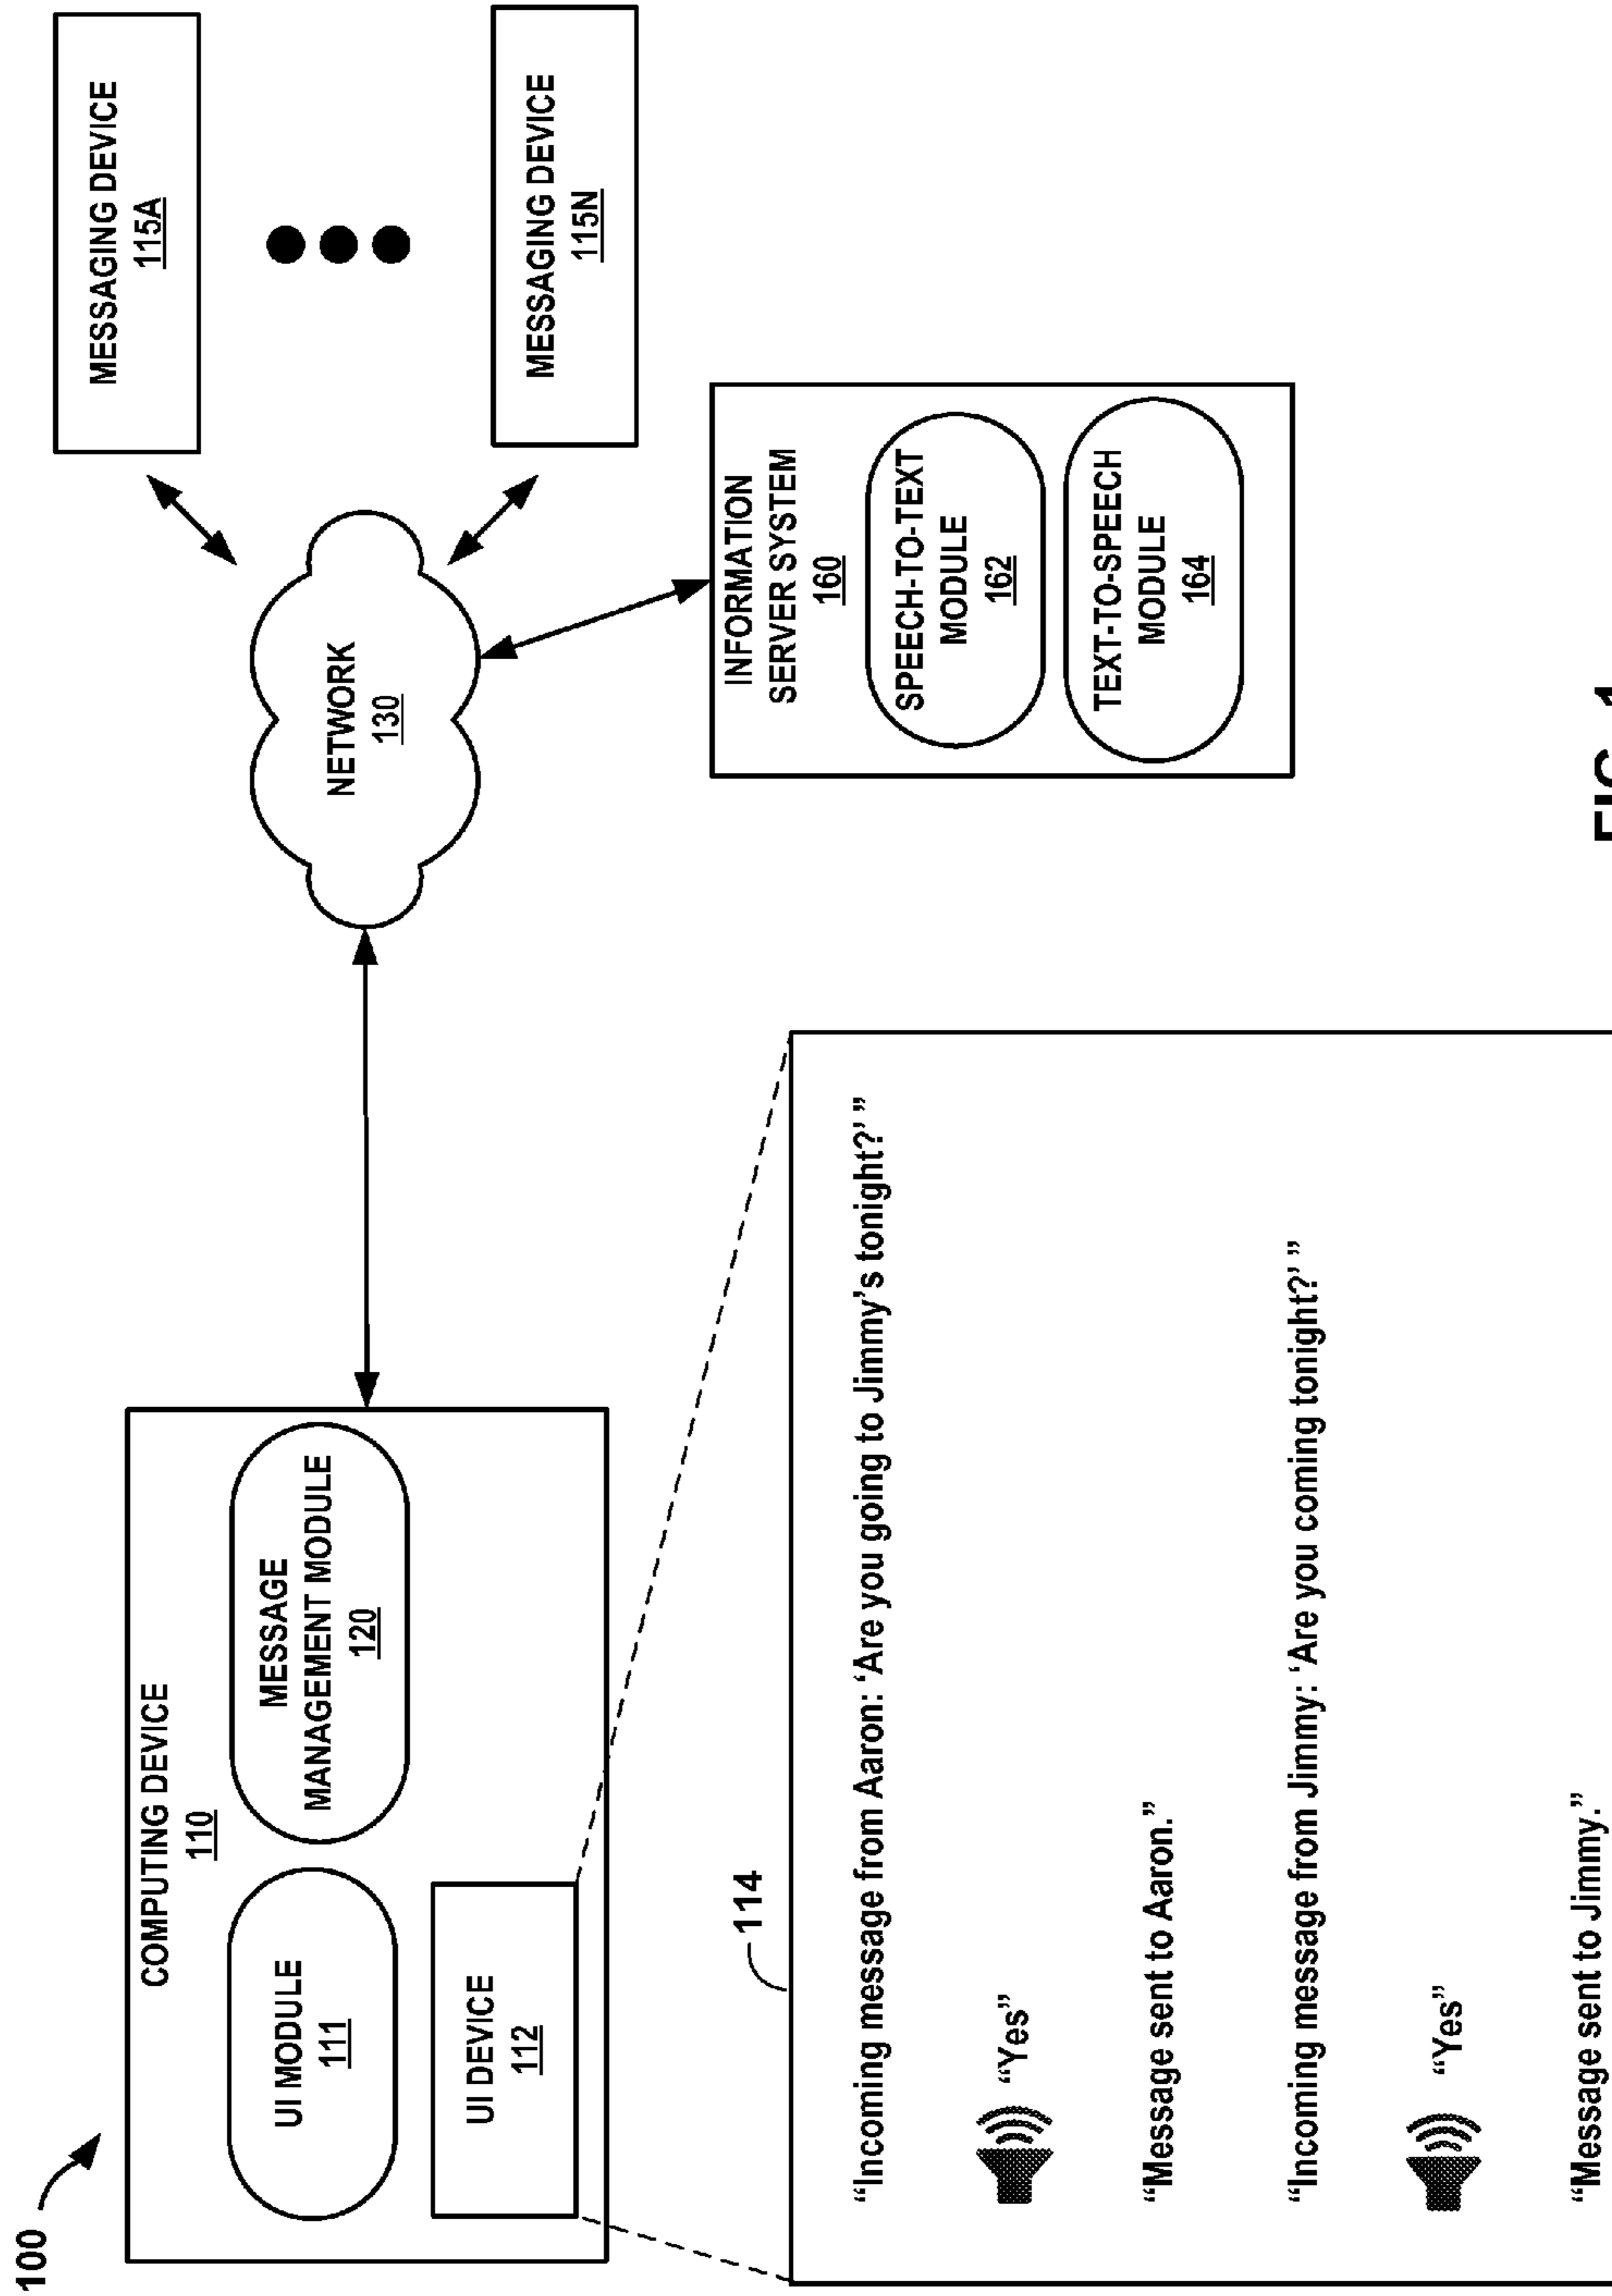 100
COMPUTING DEVICE
110
UI MODULE
111
MESSAGE
MANAGEMENT MODULE
120
UI DEVICE
112
NETWORK
130
MESSAGING DEVICE
115A
MESSAGING DEVICE
115N
INFORMATION
SERVER SYSTEM
160
SPEECH-TO-TEXT
MODULE
162
TEXT-TO-SPEECH
MODULE
164
114
“Incoming message from Aaron: ‘Are you going to Jimmy’s tonight?’ ”
“Yes”
“Message sent to Aaron.”
“Incoming message from Jimmy: ‘Are you coming tonight?’ ”
“Yes”
“Message sent to Jimmy.”
FIG. 1